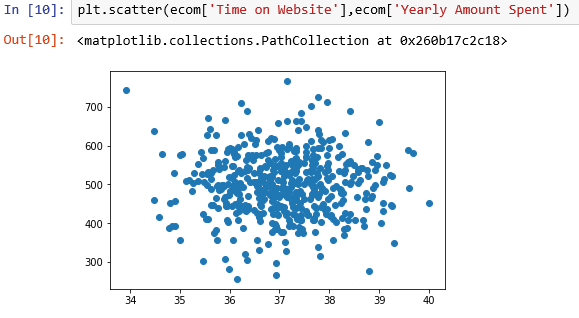 In [10]: plt.scatter(ecom['Time on Website'],ecom['Yearly Amount Spent'])
Out[10]: <matplotlib.collections.PathCollection at 0x260b17c2c18>
700
600
500
400
300
34 35 36 37 38 39 40